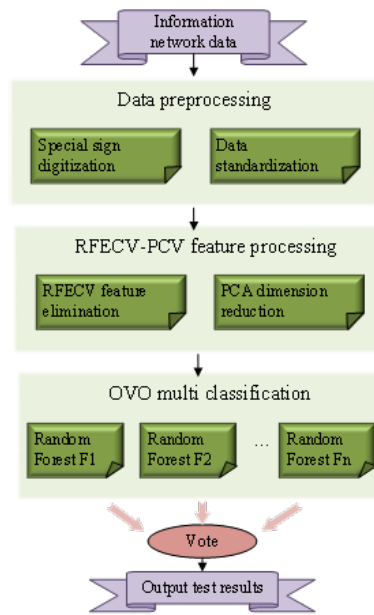 Information
network data
Data preprocessing
Special sign
digitization
Data
standardization
RFECV-PCV feature processing
RFECV feature
elimination
PCA dimension
reduction
OVO multi classification
Random
Forest F1
Random
Forest F2
...
Random
Forest Fn
Vote
Output test results